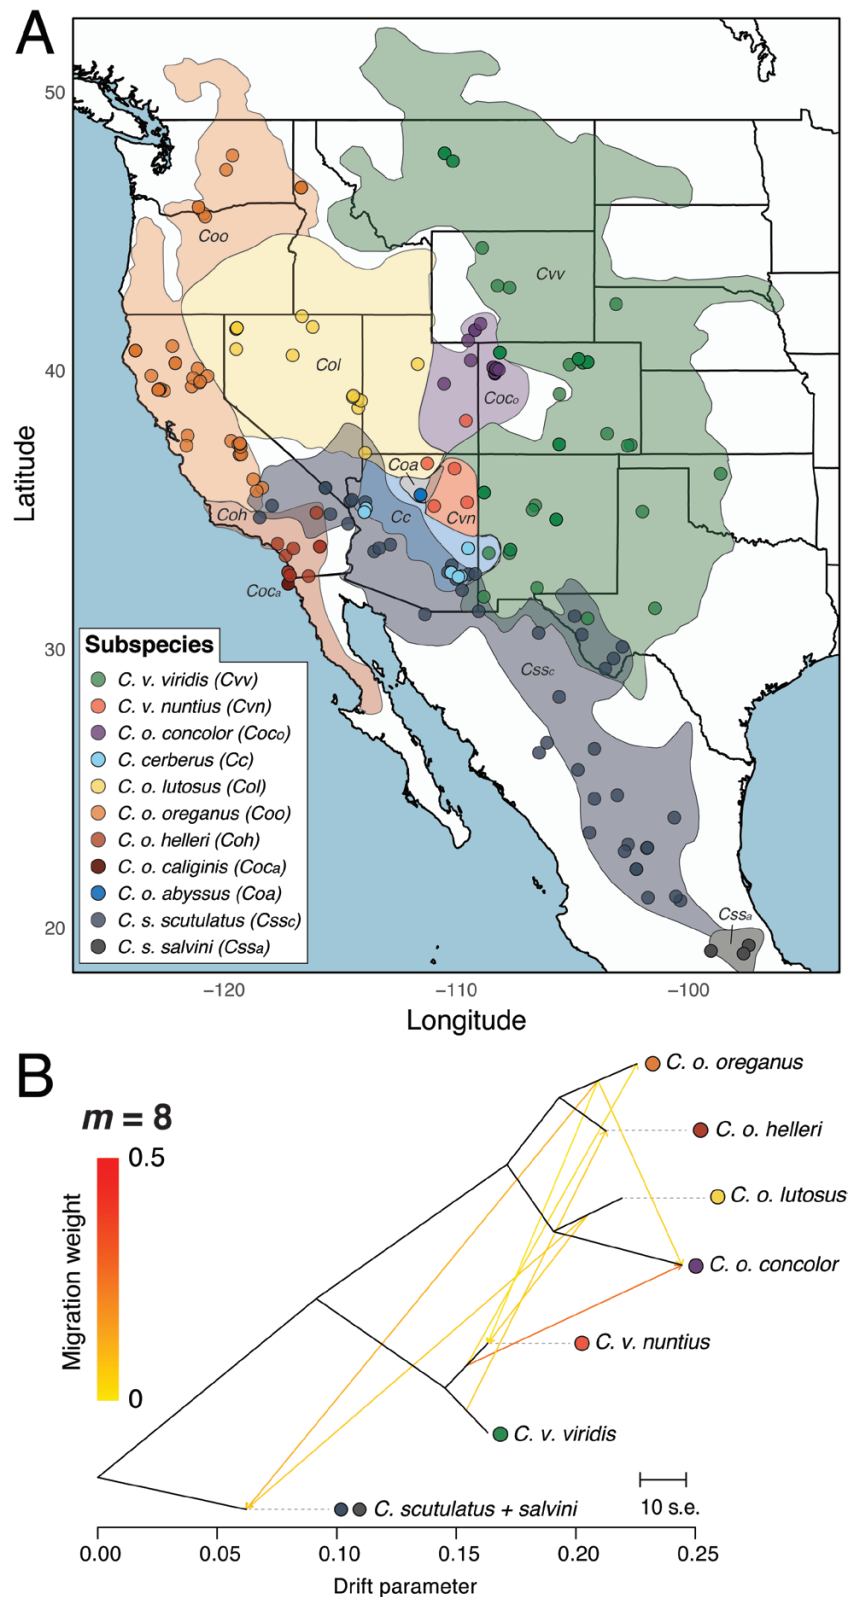 A
50
40
30
20
Latitude
Coo
Cvv
Col
Coco
Coa
Cc
Cvn
Coh
Coca
Cssc
Cssa
Subspecies
C. v. viridis (Cvv)
C. v. nuntius (Cvn)
C. o. concolor (Coco)
C. cerberus (Cc)
C. o. lutosus (Col)
C. o. oreganus (Coo)
C. o. helleri (Coh)
C. o. caliginis (Coca)
C. o. abyssus (Coa)
C. s. scutulatus (Cssc)
C. s. salvini (Cssa)
−120 −110 −100
Longitude
B
m = 8
0.5
Migration weight
0
C. o. oreganus
C. o. helleri
C. o. lutosus
C. o. concolor
C. v. nuntius
C. v. viridis
C. scutulatus + salvini
10 s.e.
0.00 0.05 0.10 0.15 0.20 0.25
Drift parameter